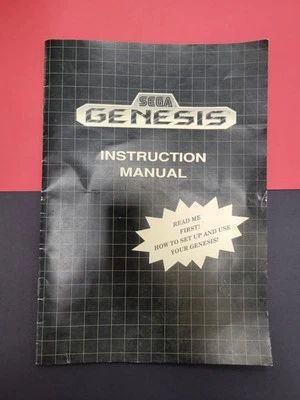 SEGA
GENESIS
INSTRUCTION
MANUAL
READ ME
FIRST!
HOW TO SET UP AND USE
YOUR GENESIS!